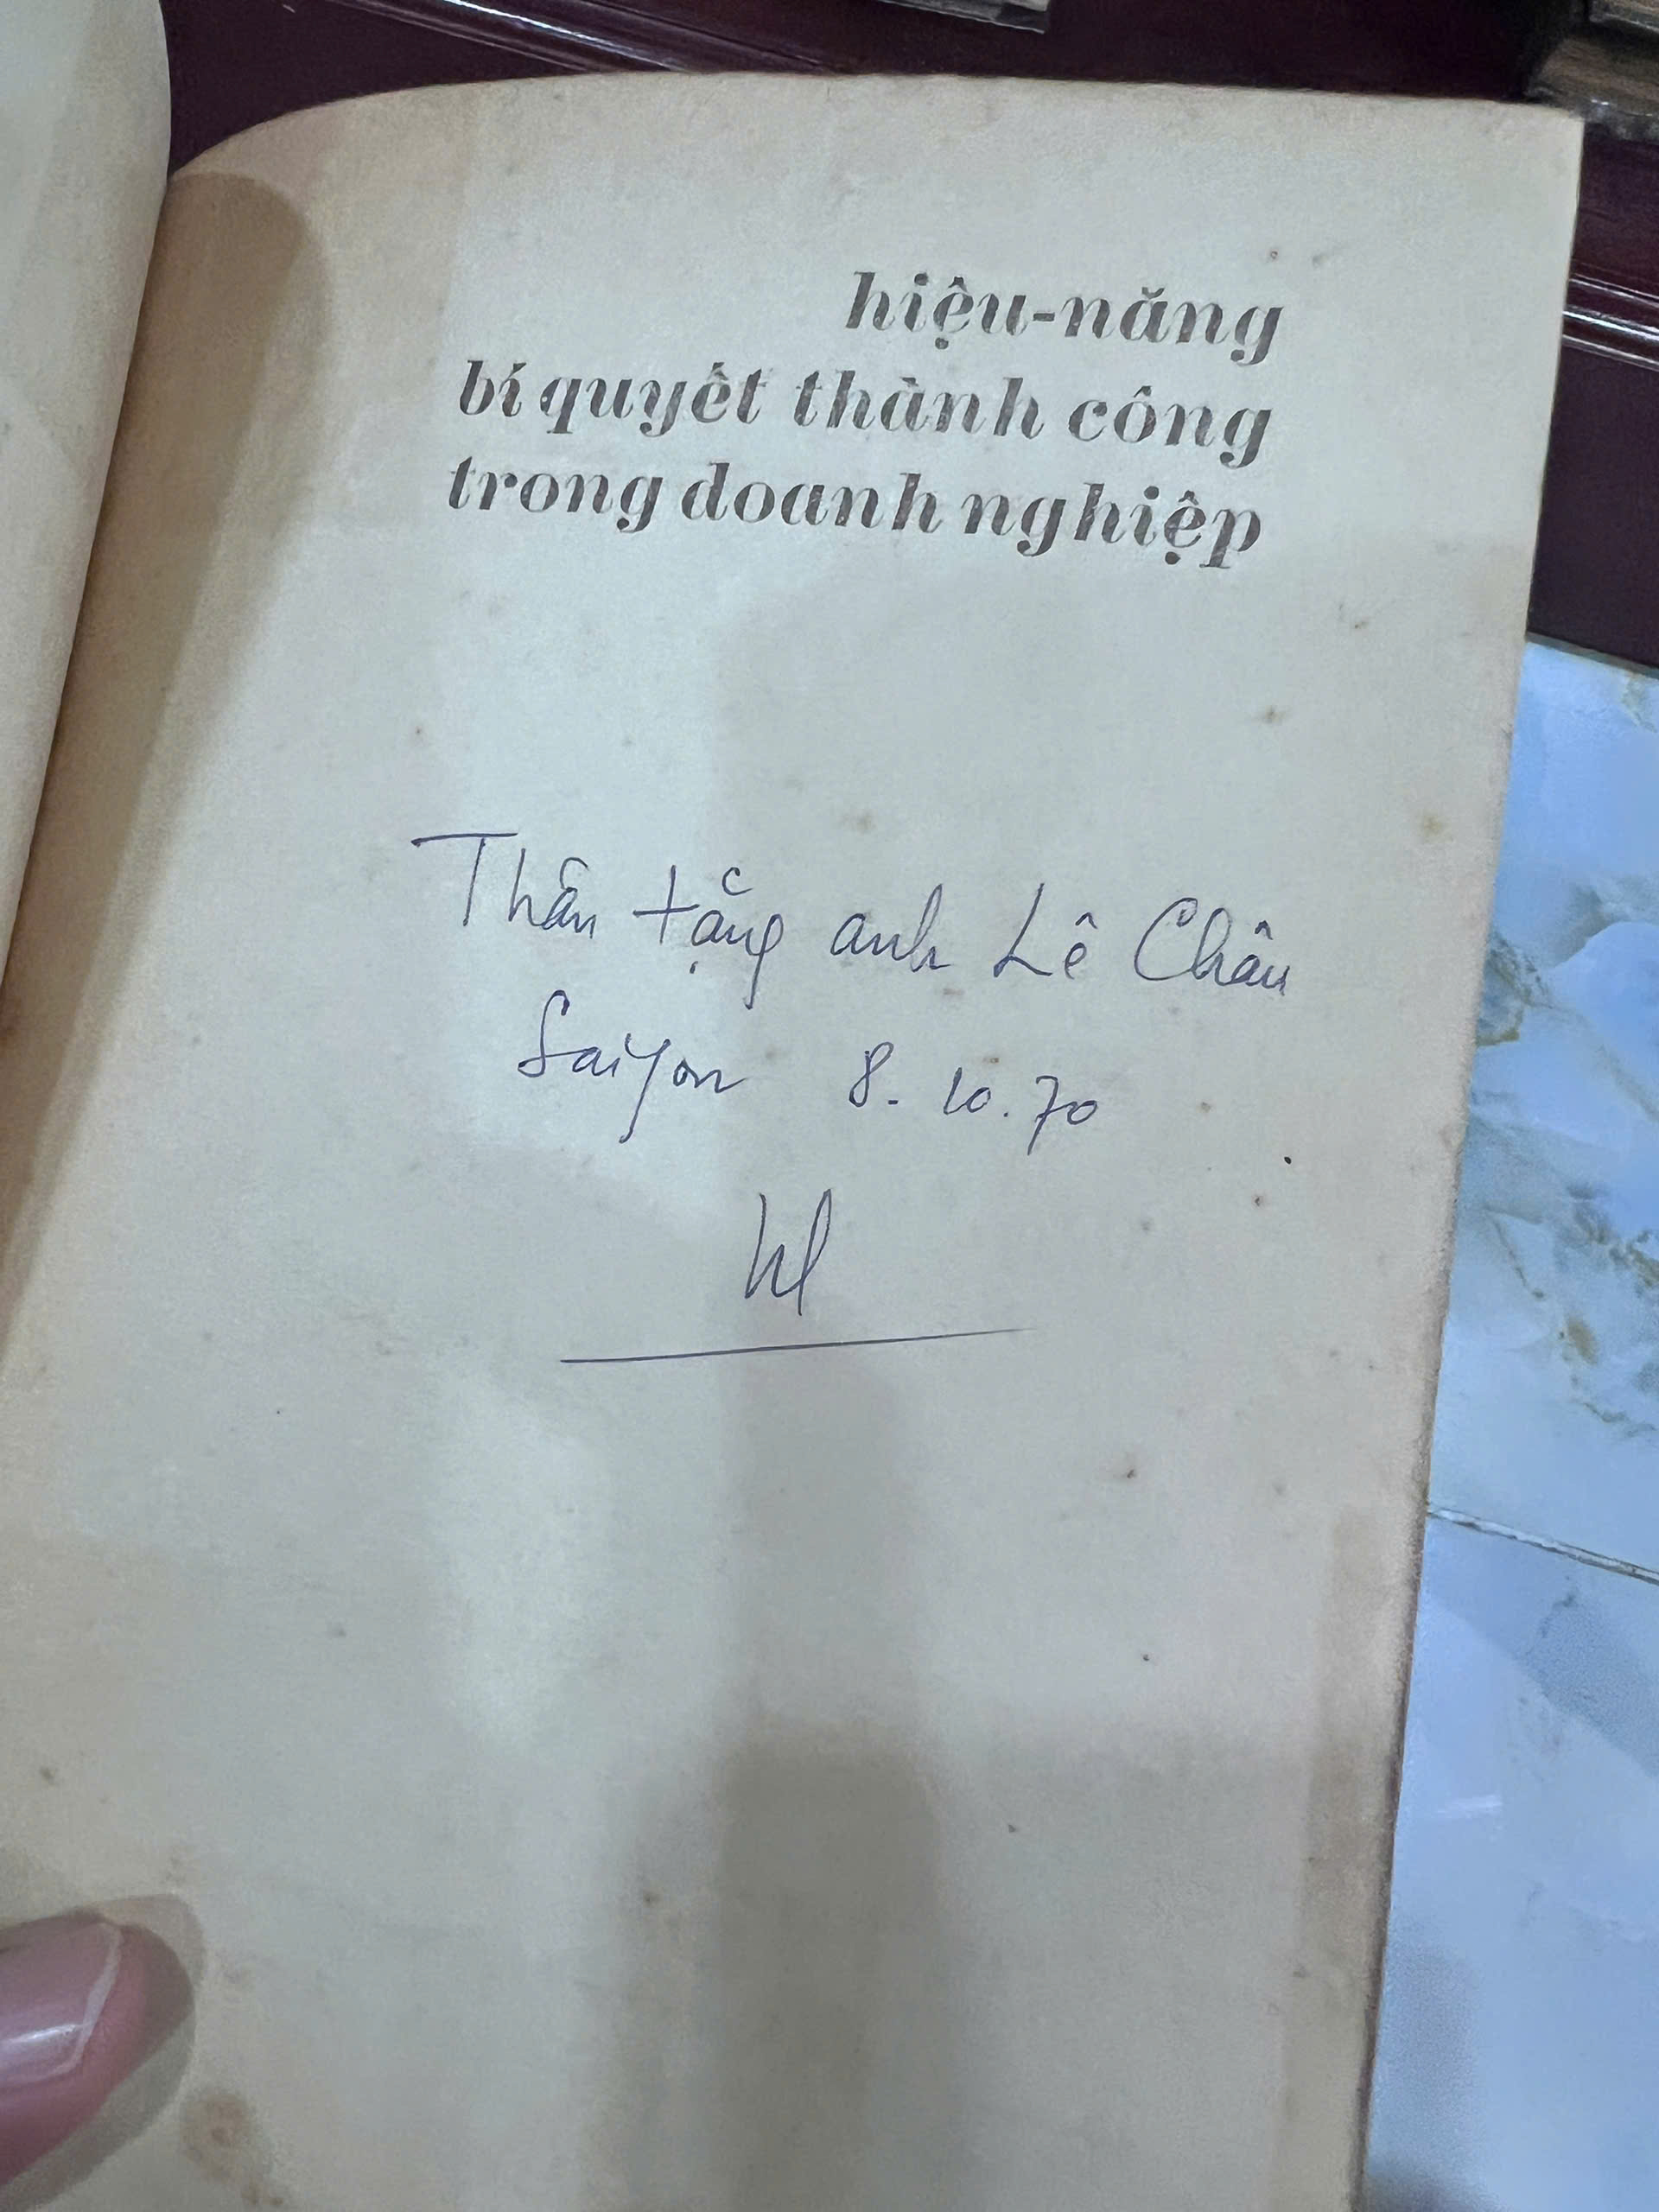 hiệu-năng
bí quyết thành công
trong doanh nghiệp
Thân tặng anh Lê Châu
Saigon 8.10.70